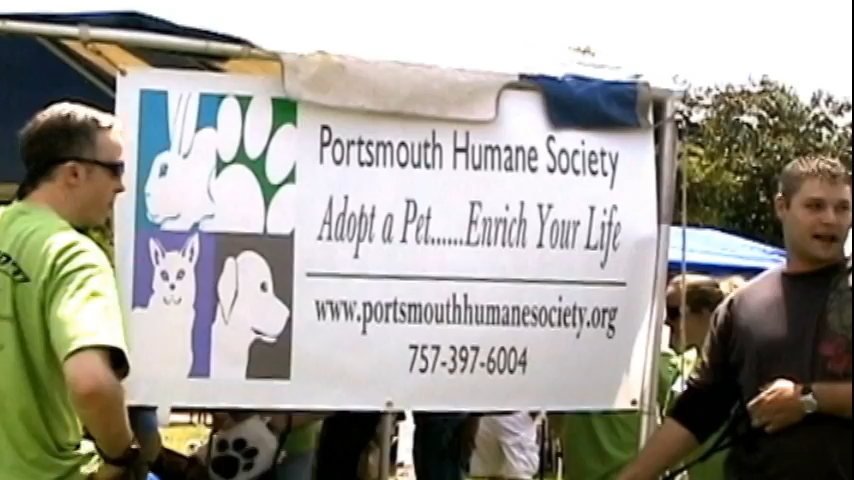 Portsmouth Humane Society
Adopt a Pet......Enrich Your Life
www.portsmouthhumanesociety.org
757-397-6004